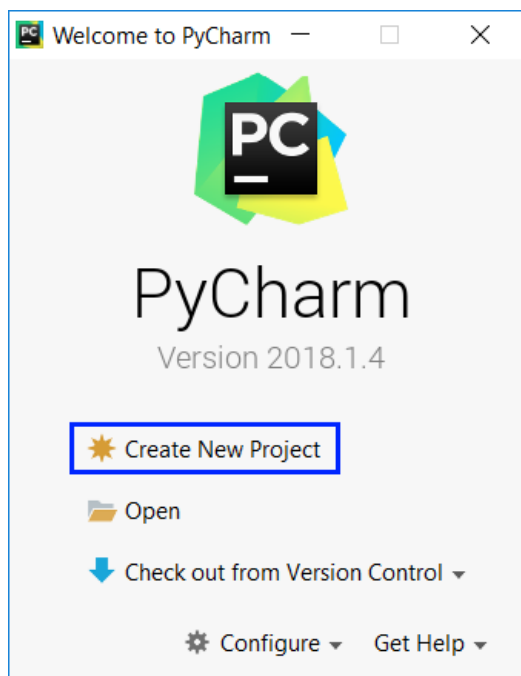 PC Welcome to PyCharm
PC
PyCharm
Version 2018.1.4
Create New Project
Open
Check out from Version Control
Configure Get Help